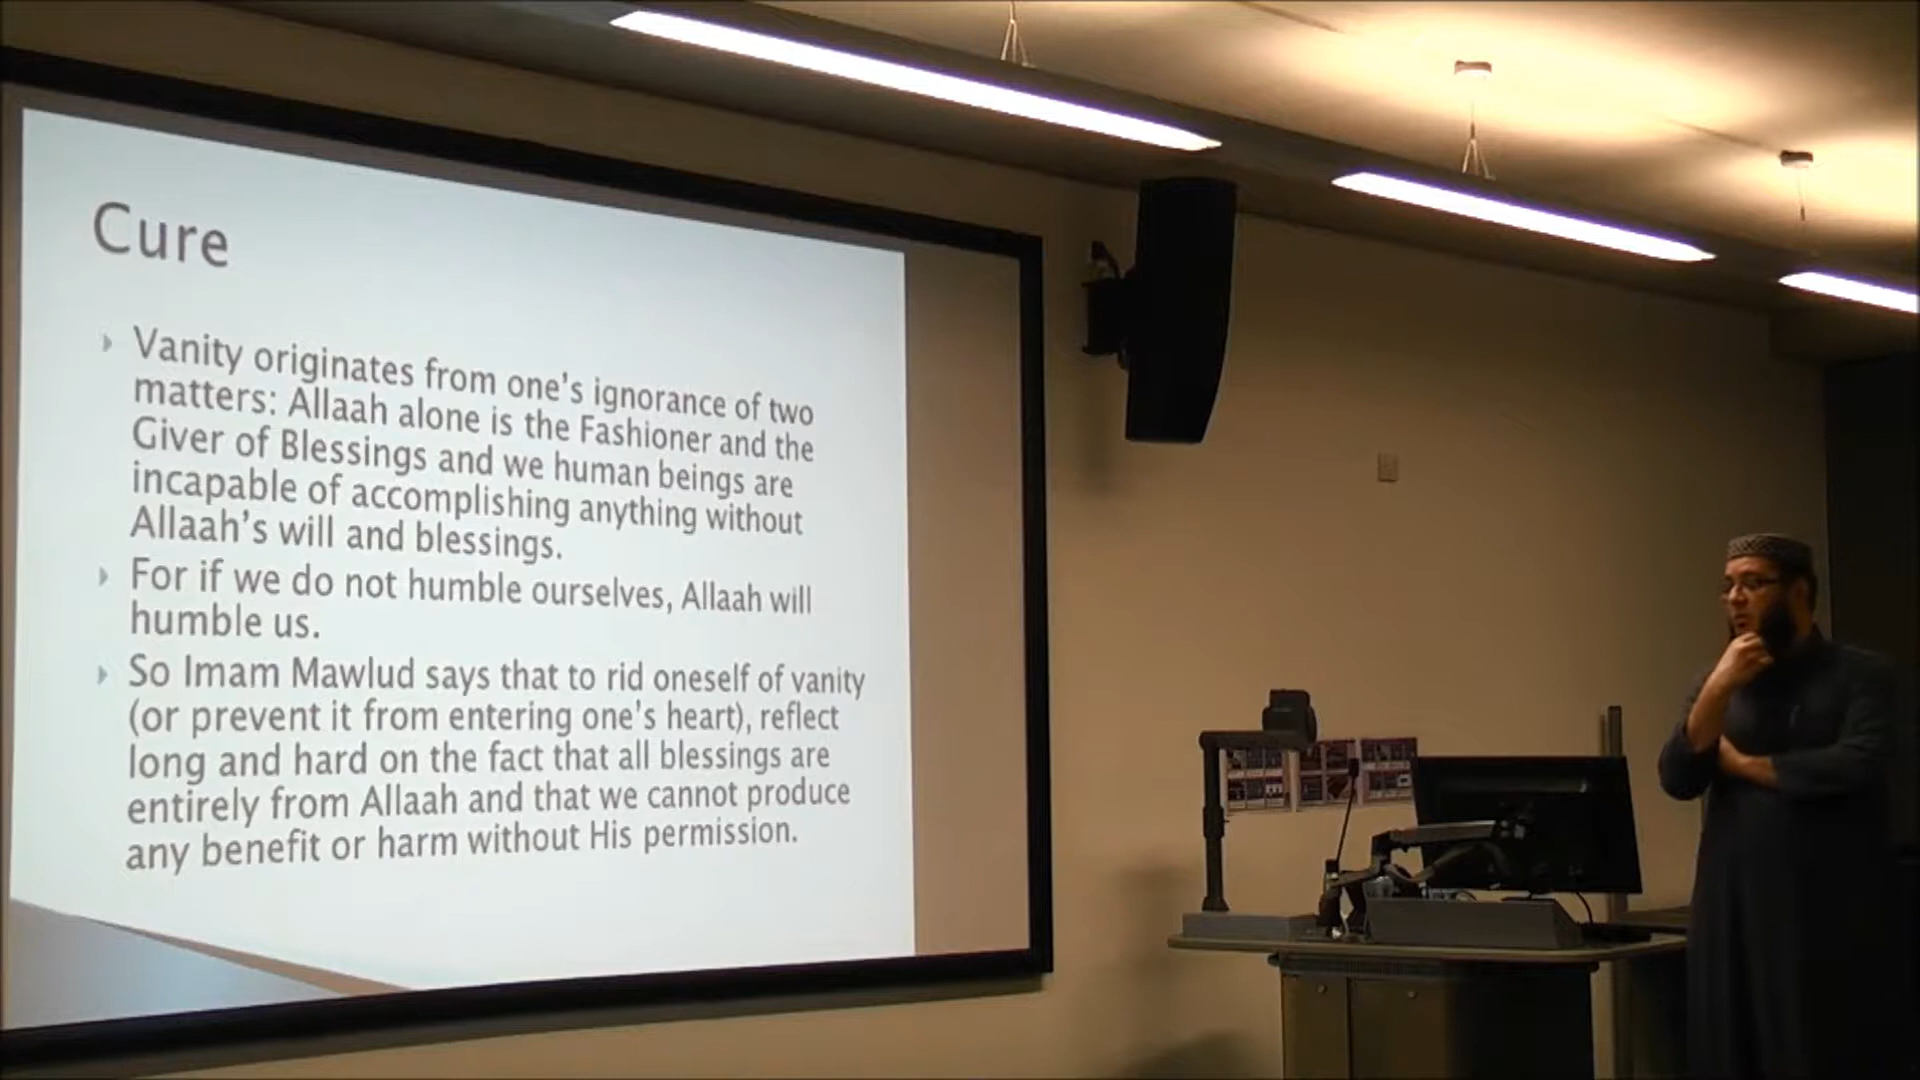 Cure
Vanity originates from one's ignorance of two
matters: Allaah alone is the Fashioner and the
Giver of Blessings and we human beings are
incapable of accomplishing anything without
Allaah's will and blessings.
For if we do not humble ourselves, Allaah will
humble us.
So Imam Mawlud says that to rid oneself of vanity
(or prevent it from entering one's heart), reflect
long and hard on the fact that all blessings are
entirely from Allaah and that we cannot produce
any benefit or harm without His permission.